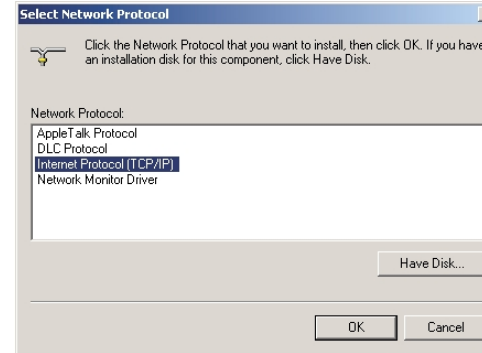 Select Network Protocol
Click the Network Protocol that you want to install, then click OK. If you have
an installation disk for this component, click Have Disk.
Network Protocol:
AppleTalk Protocol
DLC Protocol
Internet Protocol (TCP/IP)
Network Monitor Driver
Have Disk...
OK
Cancel